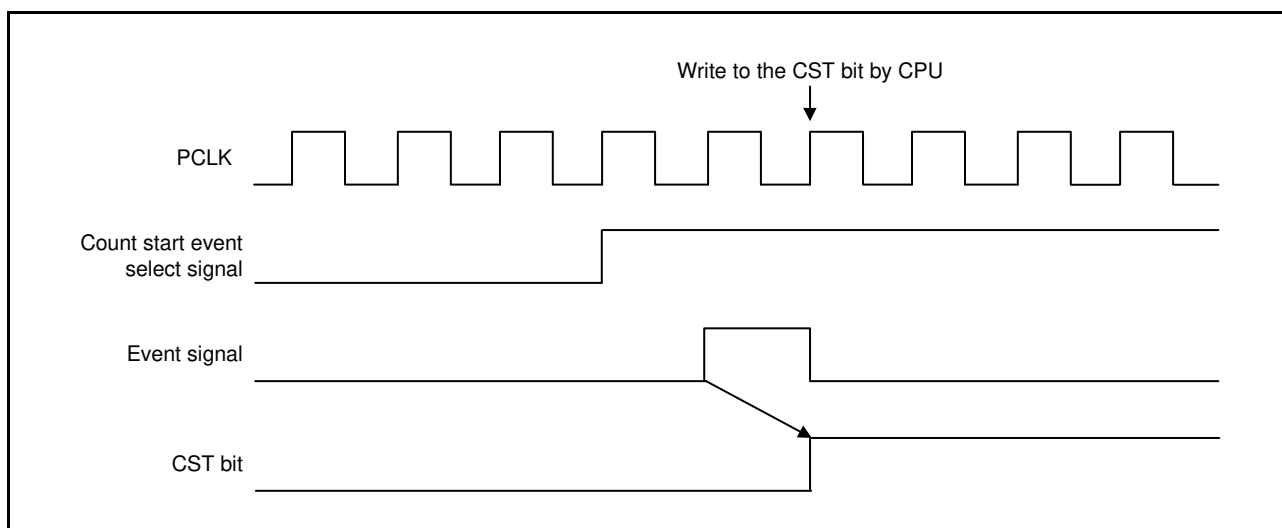 Write to the CST bit by CPU
PCLK
Count start event
select signal
Event signal
CST bit